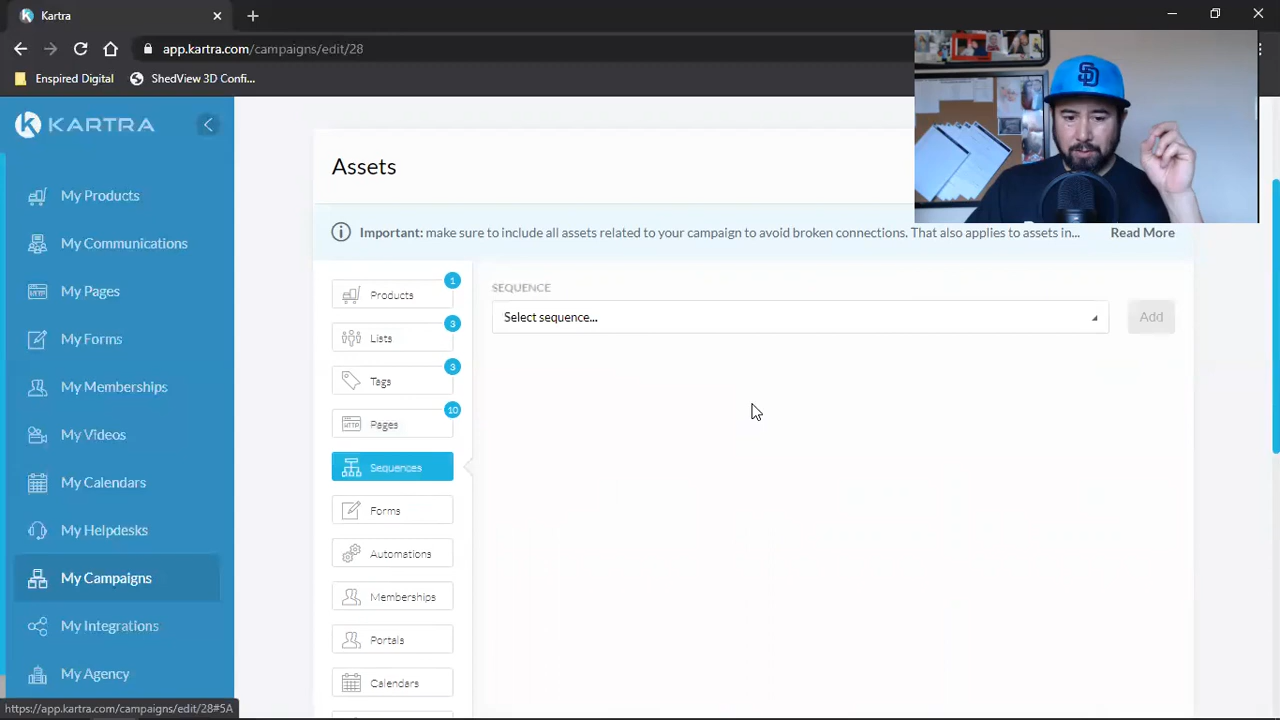 Kartra
app.kartra.com/campaigns/edit/28
Enspired Digital
ShedView 3D Confi...
KARTRA
My Products
My Communications
My Pages
My Forms
My Memberships
My Videos
My Calendars
My Helpdesks
My Campaigns
My Integrations
My Agency
https://app.kartra.com/campaigns/edit/28#5A
Assets
Important: make sure to include all assets related to your campaign to avoid broken connections. That also applies to assets in...
Read More
Products
1
Lists
3
Tags
3
Pages
10
Sequences
Forms
Automations
Memberships
Portals
Calendars
SEQUENCE
Select sequence...
Add
SD